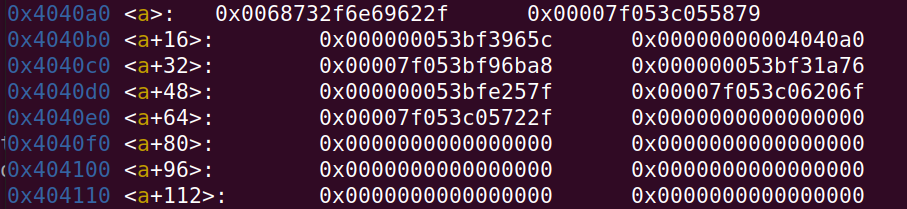 0x4040a0 <a>: 0x0068732f6e69622f 0x00007f053c055879
0x4040b0 <a+16>: 0x000000053bf3965c 0x00000000004040a0
0x4040c0 <a+32>: 0x00007f053bf96ba8 0x000000053bf31a76
0x4040d0 <a+48>: 0x000000053bfe257f 0x00007f053c06206f
0x4040e0 <a+64>: 0x00007f053c05722f 0x0000000000000000
0x4040f0 <a+80>: 0x0000000000000000 0x0000000000000000
0x404100 <a+96>: 0x0000000000000000 0x0000000000000000
0x404110 <a+112>: 0x0000000000000000 0x0000000000000000